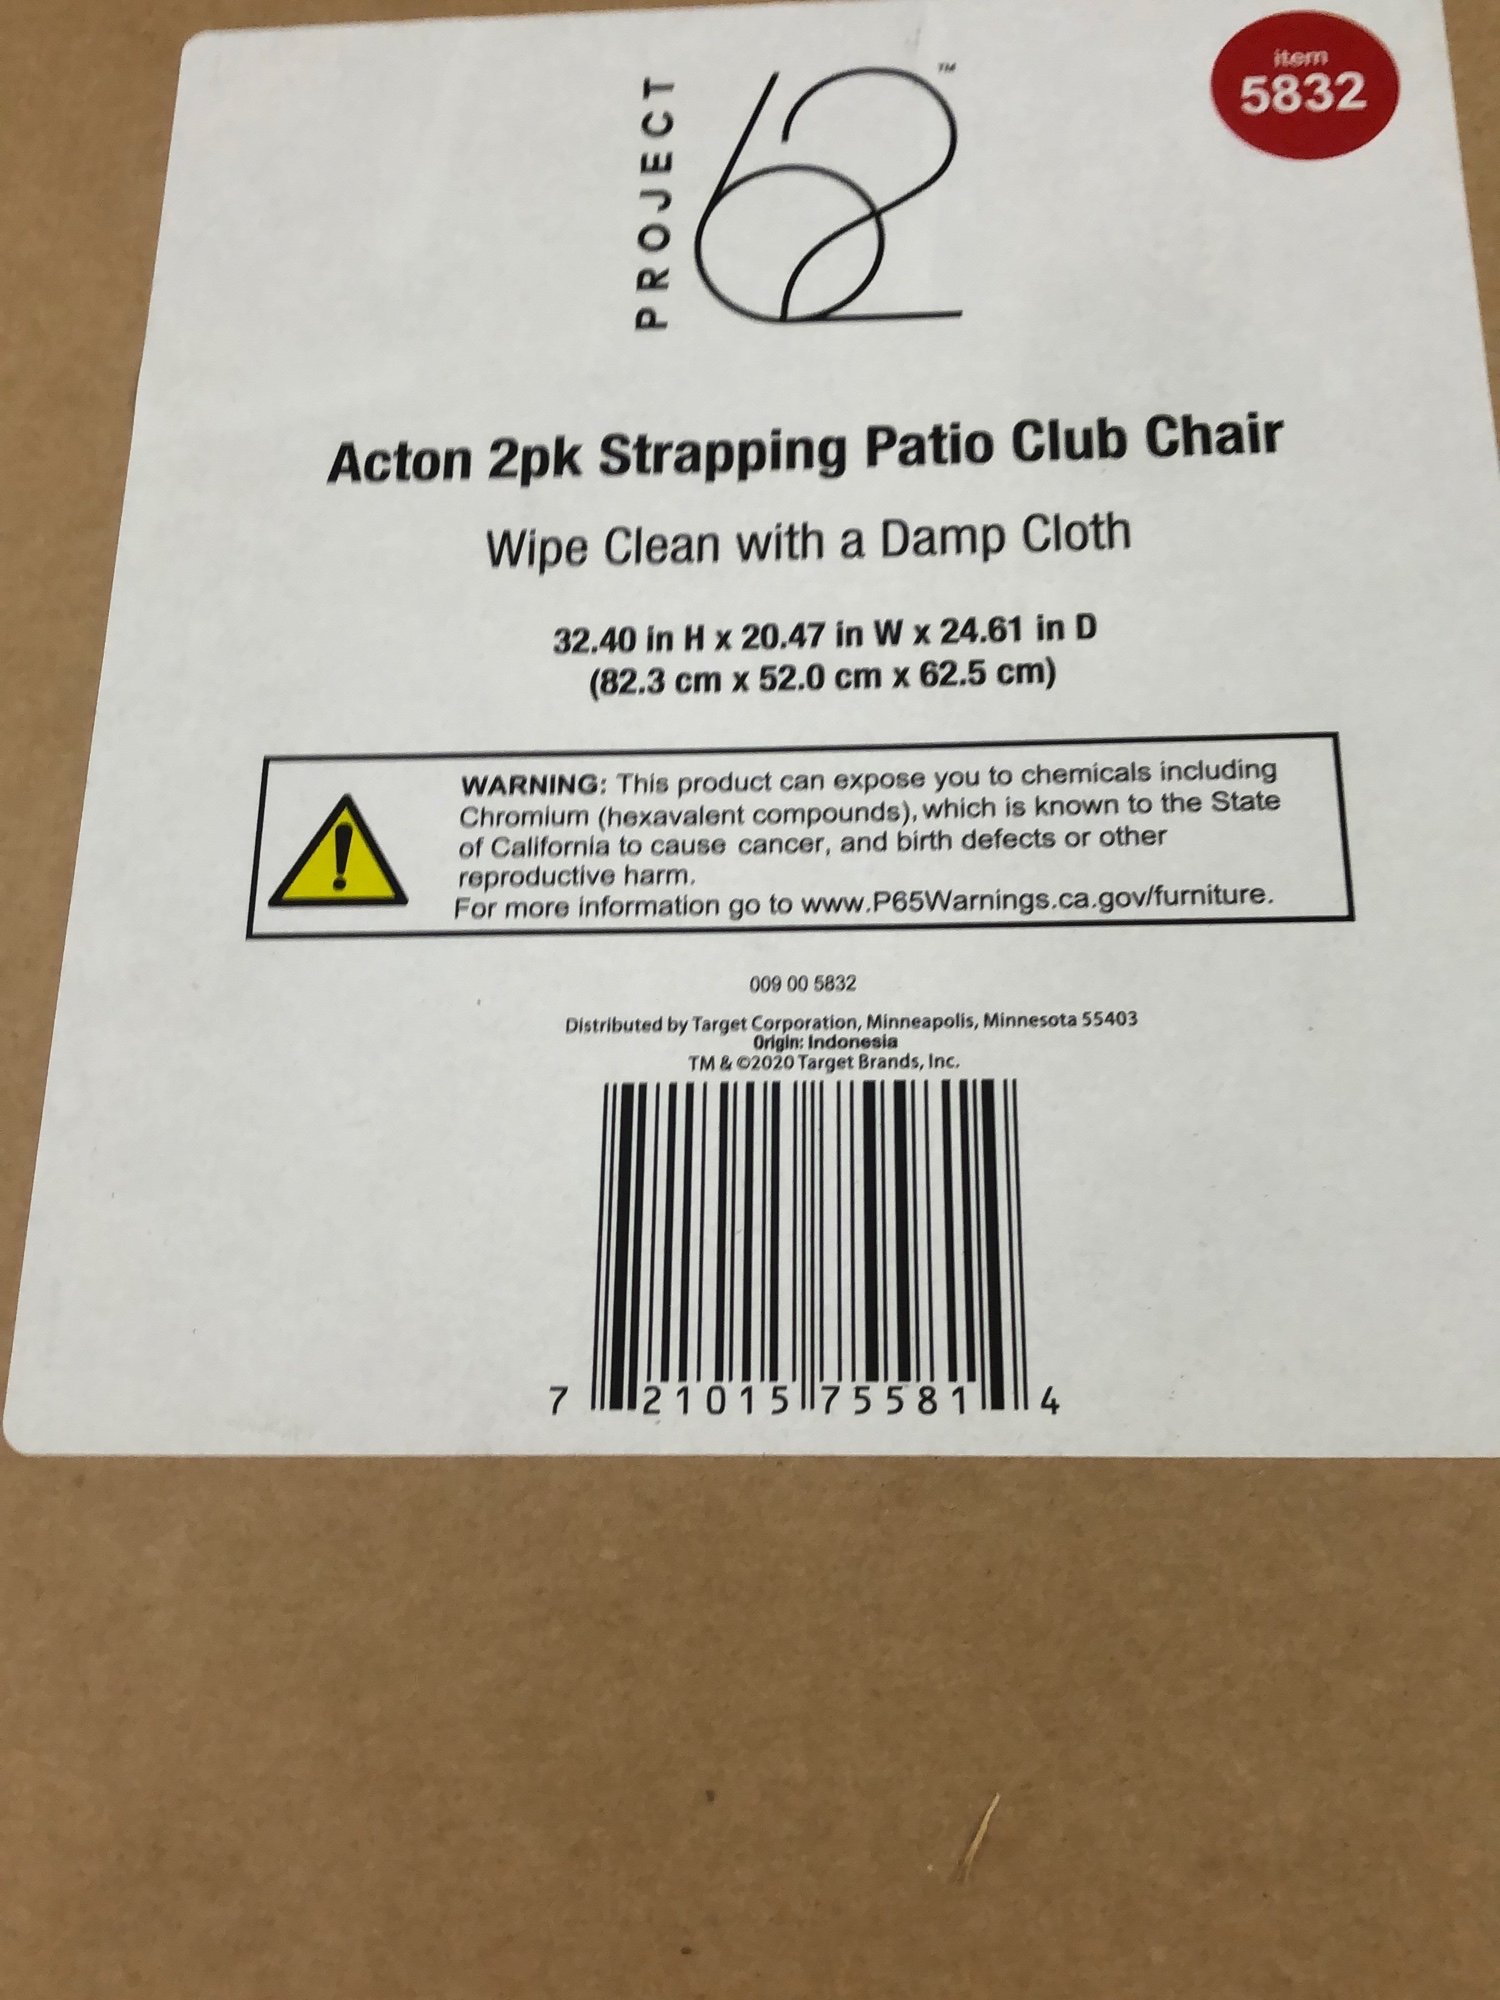 item
5832
PROJECT
62 ™
Acton 2pk Strapping Patio Club Chair
Wipe Clean with a Damp Cloth
32.40 in H x 20.47 in W x 24.61 in D
(82.3 cm x 52.0 cm x 62.5 cm)
WARNING: This product can expose you to chemicals including
Chromium (hexavalent compounds), which is known to the State
of California to cause cancer, and birth defects or other
reproductive harm.
For more information go to www.P65Warnings.ca.gov/furniture.
009 00 5832
Distributed by Target Corporation, Minneapolis, Minnesota 55403
Origin: Indonesia
TM & ©2020 Target Brands, Inc.
7 21015 75581 4